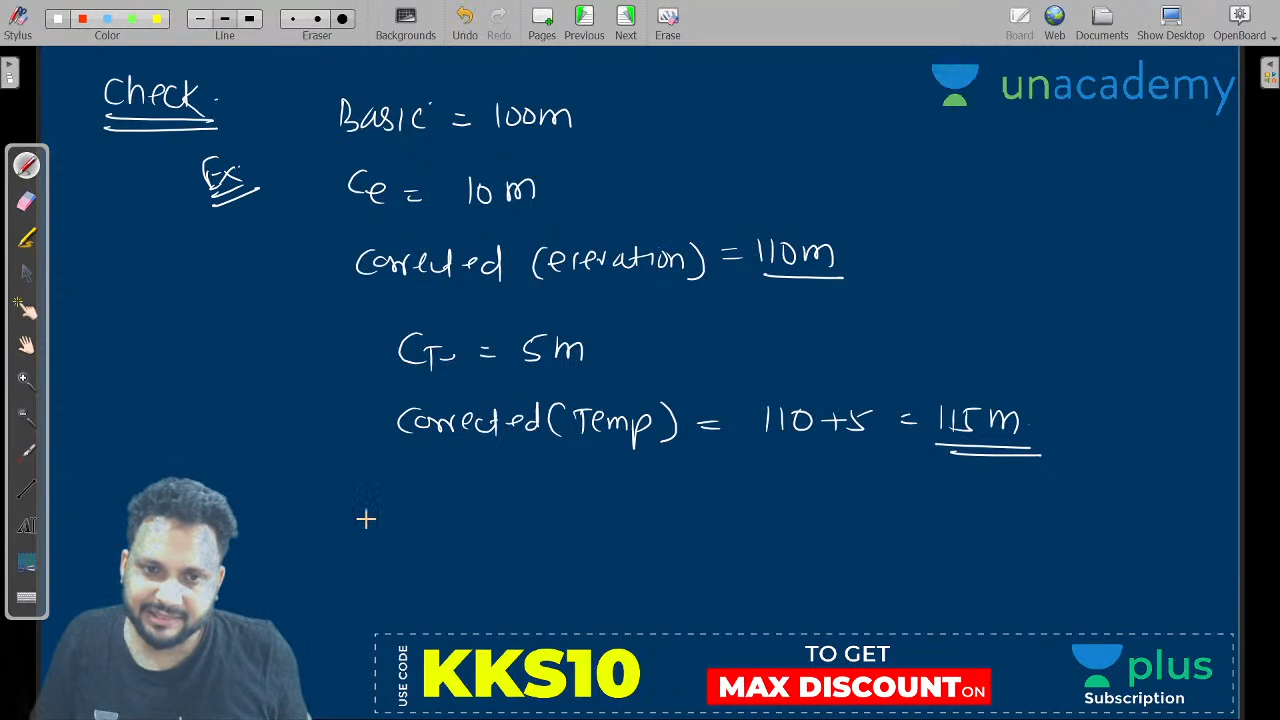 Stylus
Color
Line
Eraser
Backgrounds
Undo
Redo
Pages
Previous
Next
Erase
Board
Web
Documents
Show Desktop
OpenBoard
unacademy
Check
Basic = 100m
Ex:
Ce = 10m
Corrected (elevation) = 110m
CT = 5m
Corrected (Temp) = 110+5 = 115m
USE CODE
KKS10
TO GET
MAX DISCOUNT ON
plus
Subscription